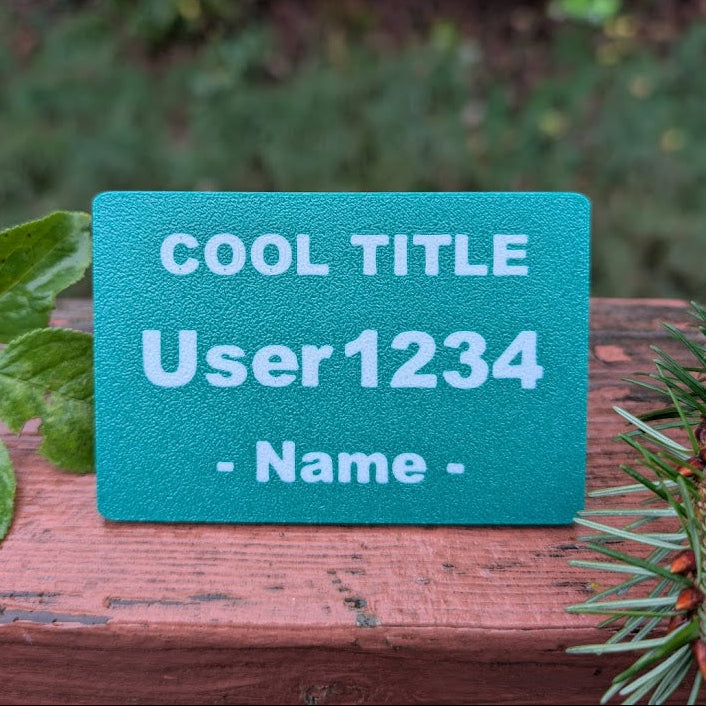 COOL TITLE
User1234
- Name -